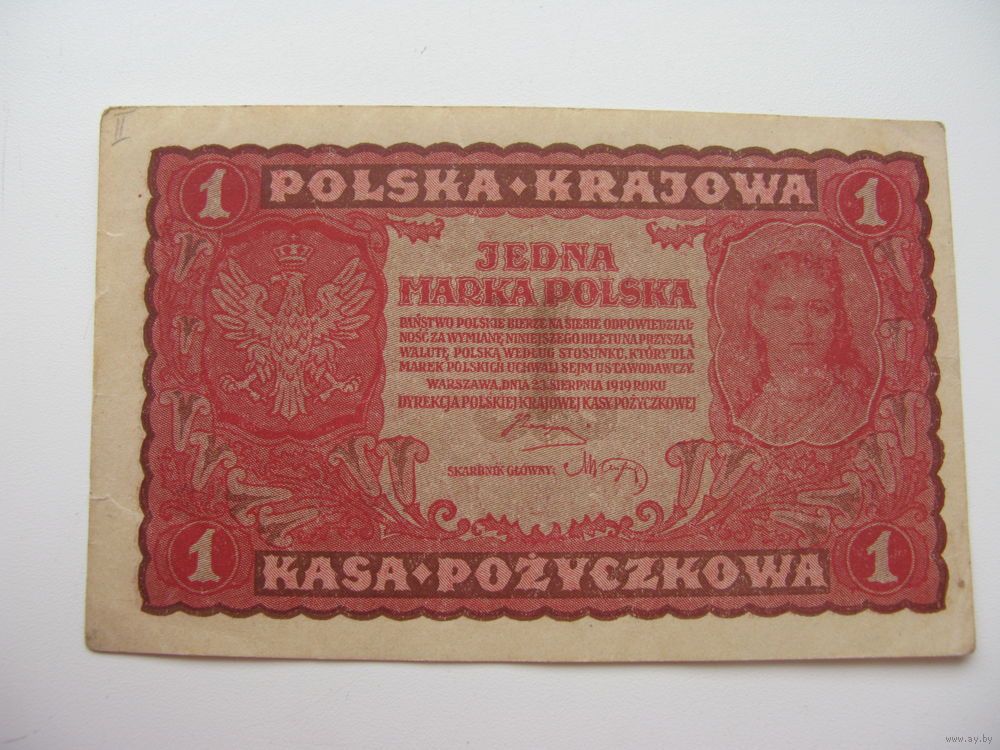 II
1 POLSKA · KRAJOWA 1
JEDNA
MARKA POLSKA
PAŃSTWO POLSKIE BIERZE NA SIEBIE ODPOWIEDZIAL-
NOŚĆ ZA WYMIANĘ NINIEJSZEGO BILETU NA PRZYSZŁĄ
WALUTĘ POLSKĄ WEDŁUG STOSUNKU, KTÓRY DLA
MAREK POLSKICH UCHWALI SEJM USTAWODAWCZY.
WARSZAWA, DNIA 23 SIERPNIA 1919 ROKU
DYREKCJA POLSKIEJ KRAJOWEJ KASY POŻYCZKOWEJ
SKARBNIK GŁÓWNY:
1 KASA · POŻYCZKOWA 1
www.ay.by